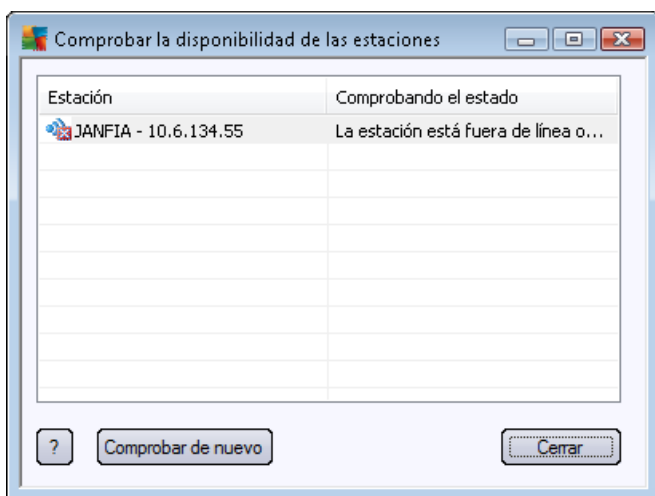 Comprobar la disponibilidad de las estaciones
Estación Comprobando el estado
JANFIA - 10.6.134.55 La estación está fuera de línea o...
? Comprobar de nuevo Cerrar